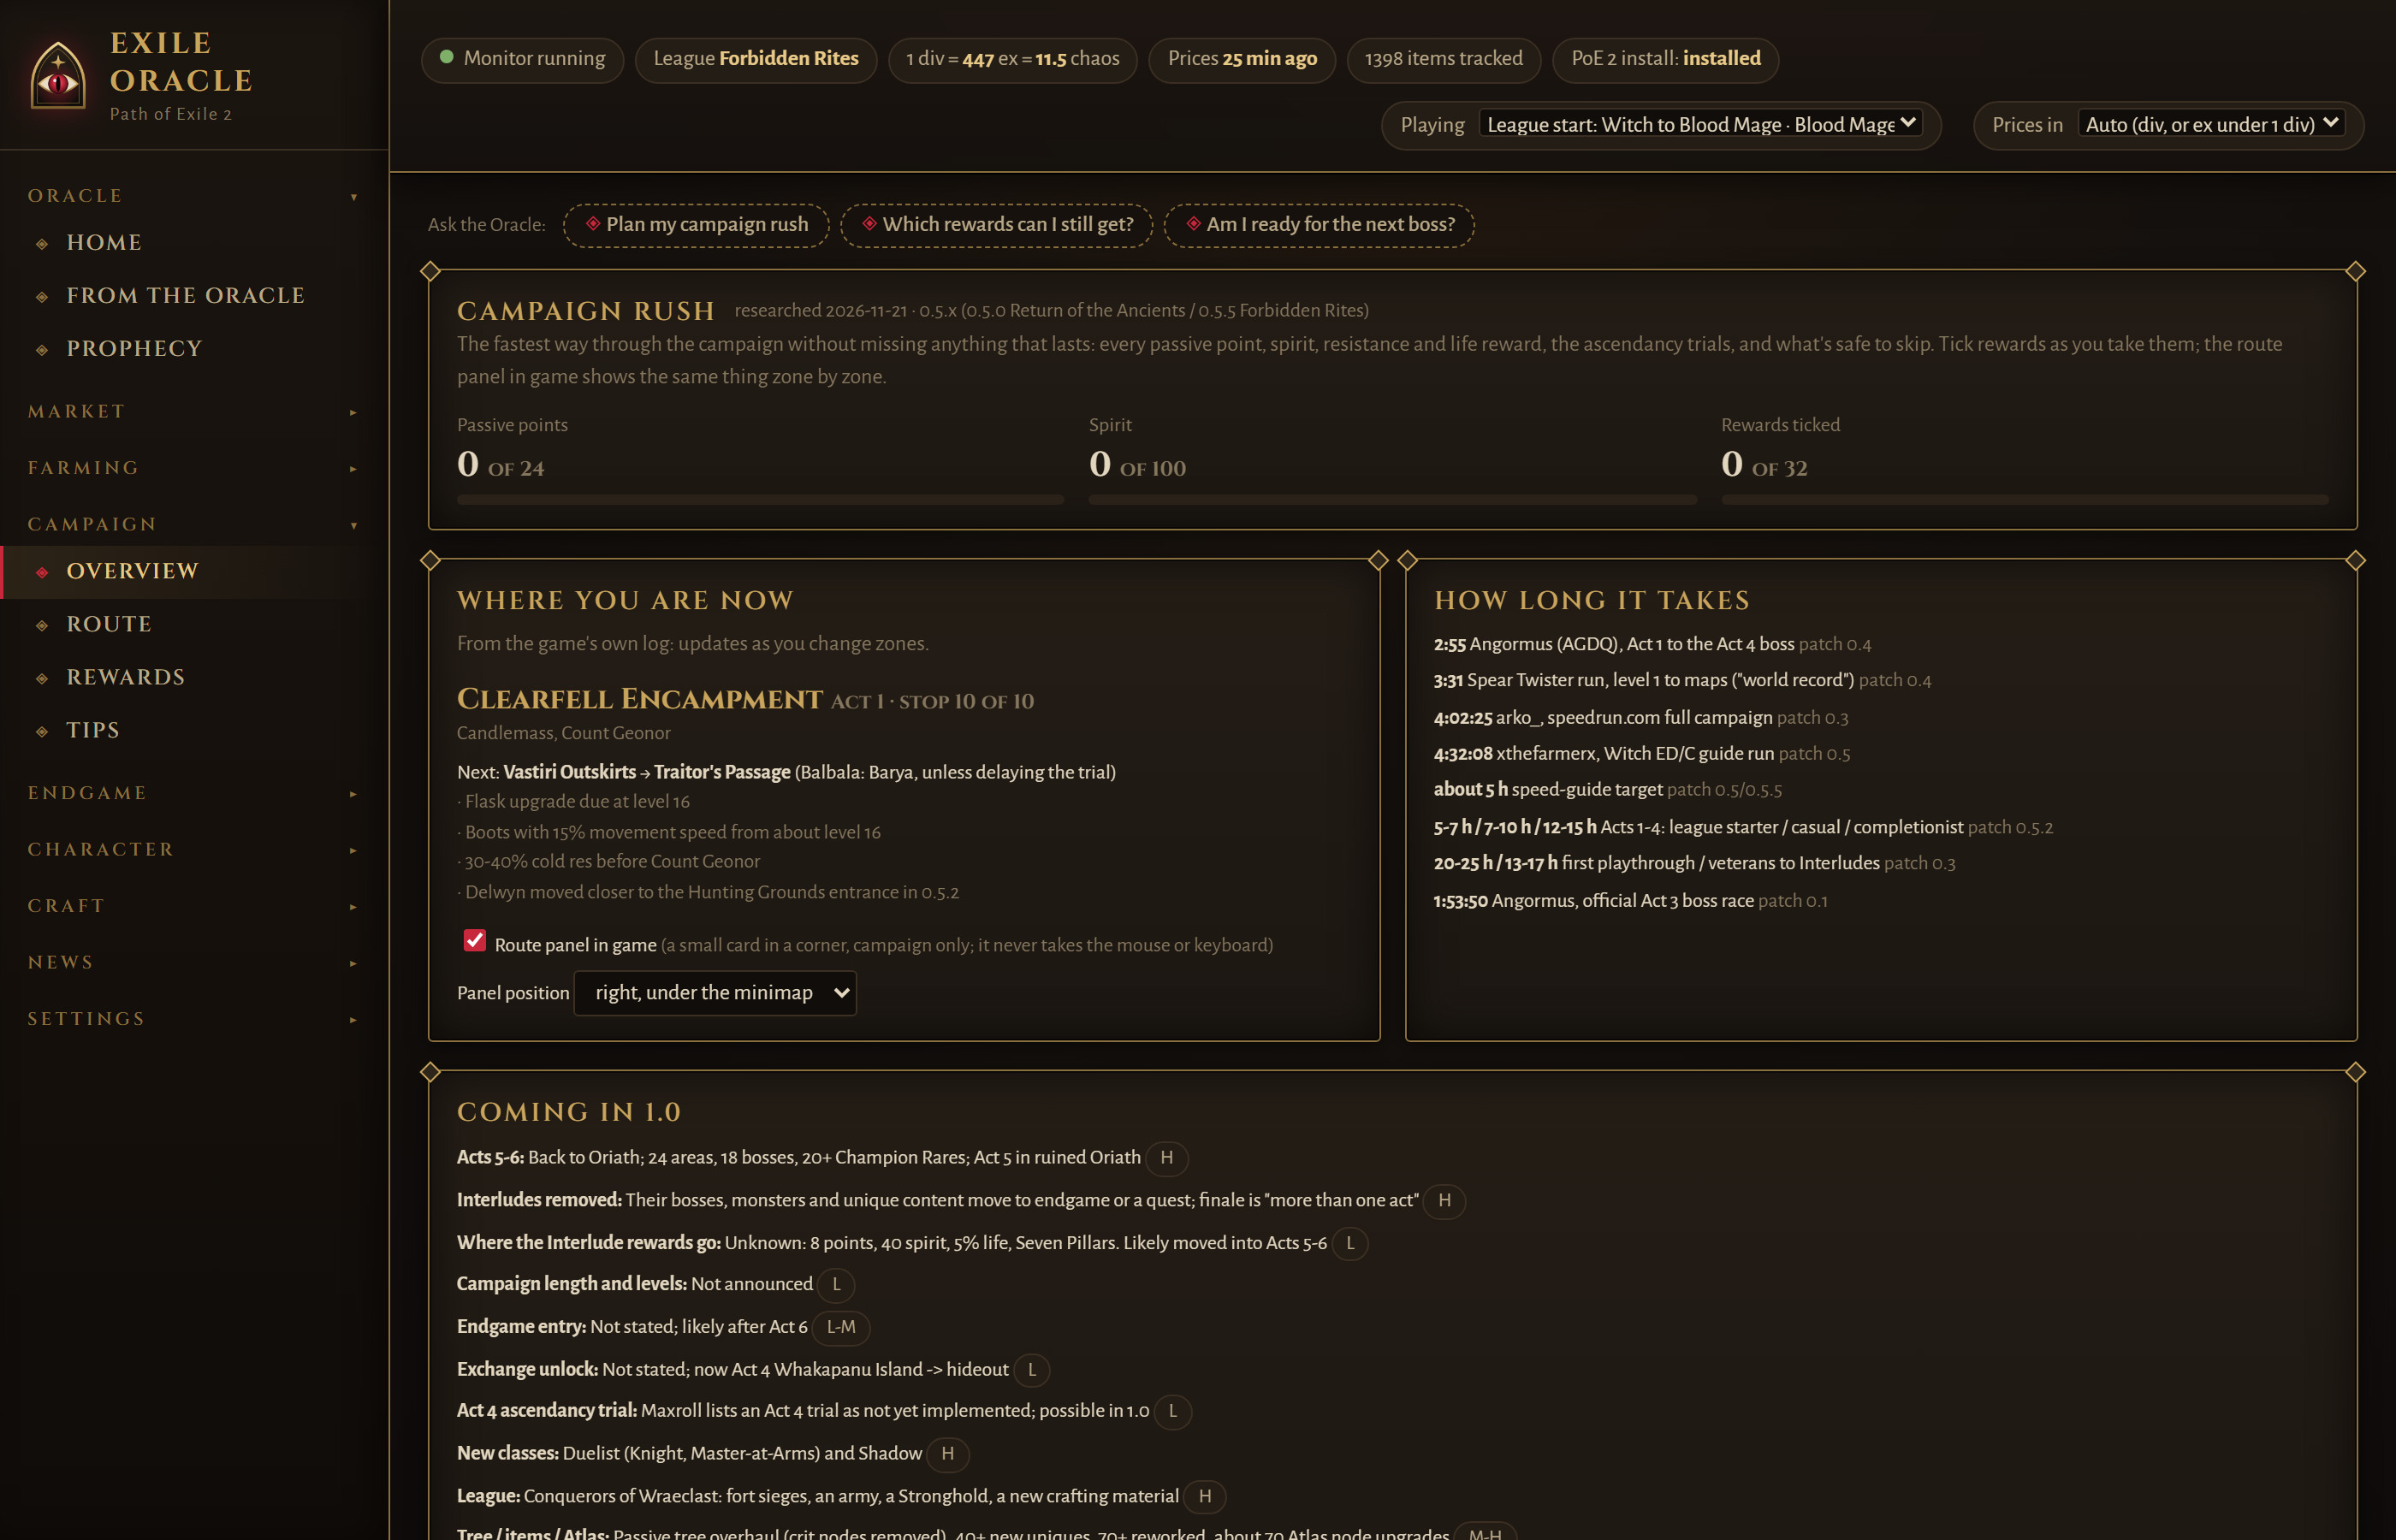 EXILE
ORACLE
Path of Exile 2
ORACLE
HOME
FROM THE ORACLE
PROPHECY
MARKET
FARMING
CAMPAIGN
OVERVIEW
ROUTE
REWARDS
TIPS
ENDGAME
CHARACTER
CRAFT
NEWS
SETTINGS
Monitor running
League Forbidden Rites
1 div = 447 ex = 11.5 chaos
Prices 25 min ago
1398 items tracked
PoE 2 install: installed
Playing League start: Witch to Blood Mage · Blood Mage
Prices in Auto (div, or ex under 1 div)
Ask the Oracle:
Plan my campaign rush
Which rewards can I still get?
Am I ready for the next boss?
CAMPAIGN RUSH researched 2026-11-21 · 0.5.x (0.5.0 Return of the Ancients / 0.5.5 Forbidden Rites)
The fastest way through the campaign without missing anything that lasts: every passive point, spirit, resistance and life reward, the ascendancy trials, and what's safe to skip. Tick rewards as you take them; the route
panel in game shows the same thing zone by zone.
Passive points
0 OF 24
Spirit
0 OF 100
Rewards ticked
0 OF 32
WHERE YOU ARE NOW
From the game's own log: updates as you change zones.
CLEARFELL ENCAMPMENT ACT 1 · STOP 10 OF 10
Candlemass, Count Geonor
Next: Vastiri Outskirts → Traitor's Passage (Balbala: Barya, unless delaying the trial)
· Flask upgrade due at level 16
· Boots with 15% movement speed from about level 16
· 30-40% cold res before Count Geonor
· Delwyn moved closer to the Hunting Grounds entrance in 0.5.2
Route panel in game (a small card in a corner, campaign only; it never takes the mouse or keyboard)
Panel position right, under the minimap
HOW LONG IT TAKES
2:55 Angormus (AGDQ), Act 1 to the Act 4 boss patch 0.4
3:31 Spear Twister run, level 1 to maps ("world record") patch 0.4
4:02:25 arko_, speedrun.com full campaign patch 0.3
4:32:08 xthefarmerx, Witch ED/C guide run patch 0.5
about 5 h speed-guide target patch 0.5/0.5.5
5-7 h / 7-10 h / 12-15 h Acts 1-4: league starter / casual / completionist patch 0.5.2
20-25 h / 13-17 h first playthrough / veterans to Interludes patch 0.3
1:53:50 Angormus, official Act 3 boss race patch 0.1
COMING IN 1.0
Acts 5-6: Back to Oriath; 24 areas, 18 bosses, 20+ Champion Rares; Act 5 in ruined Oriath H
Interludes removed: Their bosses, monsters and unique content move to endgame or a quest; finale is "more than one act" H
Where the Interlude rewards go: Unknown: 8 points, 40 spirit, 5% life, Seven Pillars. Likely moved into Acts 5-6 L
Campaign length and levels: Not announced L
Endgame entry: Not stated; likely after Act 6 L-M
Exchange unlock: Not stated; now Act 4 Whakapanu Island -> hideout L
Act 4 ascendancy trial: Maxroll lists an Act 4 trial as not yet implemented; possible in 1.0 L
New classes: Duelist (Knight, Master-at-Arms) and Shadow H
League: Conquerors of Wraeclast: fort sieges, an army, a Stronghold, a new crafting material H
Tree / items / Atlas: Passive tree overhaul (crit nodes removed), 40+ new uniques, 70+ reworked, about 70 Atlas node upgrades M-H